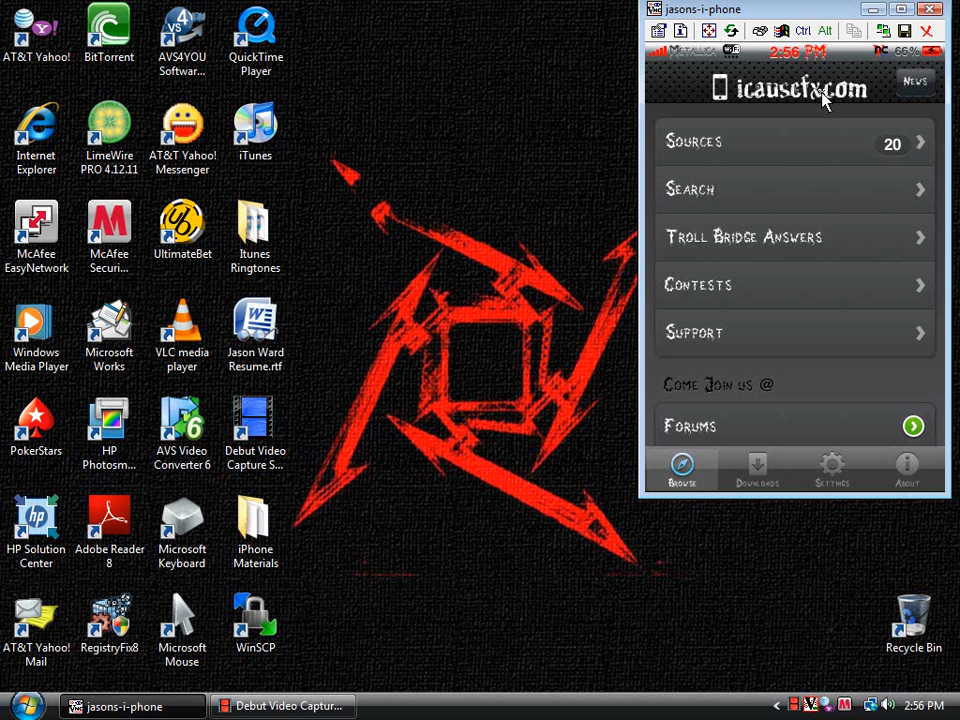 AT&T Yahoo!
BitTorrent
AVS4YOU
Softwar...
QuickTime
Player
Internet
Explorer
LimeWire
PRO 4.12.11
AT&T Yahoo!
Messenger
iTunes
McAfee
EasyNetwork
McAfee
Securi...
UltimateBet
Itunes
Ringtones
Windows
Media Player
Microsoft
Works
VLC media
player
Jason Ward
Resume.rtf
PokerStars
HP
Photosm...
AVS Video
Converter 6
Debut Video
Capture S...
HP Solution
Center
Adobe Reader
8
Microsoft
Keyboard
iPhone
Materials
AT&T Yahoo!
Mail
RegistryFix8
Microsoft
Mouse
WinSCP
jasons-i-phone
Ctrl Alt
Metallica 2:56 PM 66%
icausefx.com
News
Sources 20
Search
Troll Bridge Answers
Contests
Support
Come Join us @
Forums
Browse Downloads Settings About
Recycle Bin
jasons-i-phone
Debut Video Captur...
2:56 PM